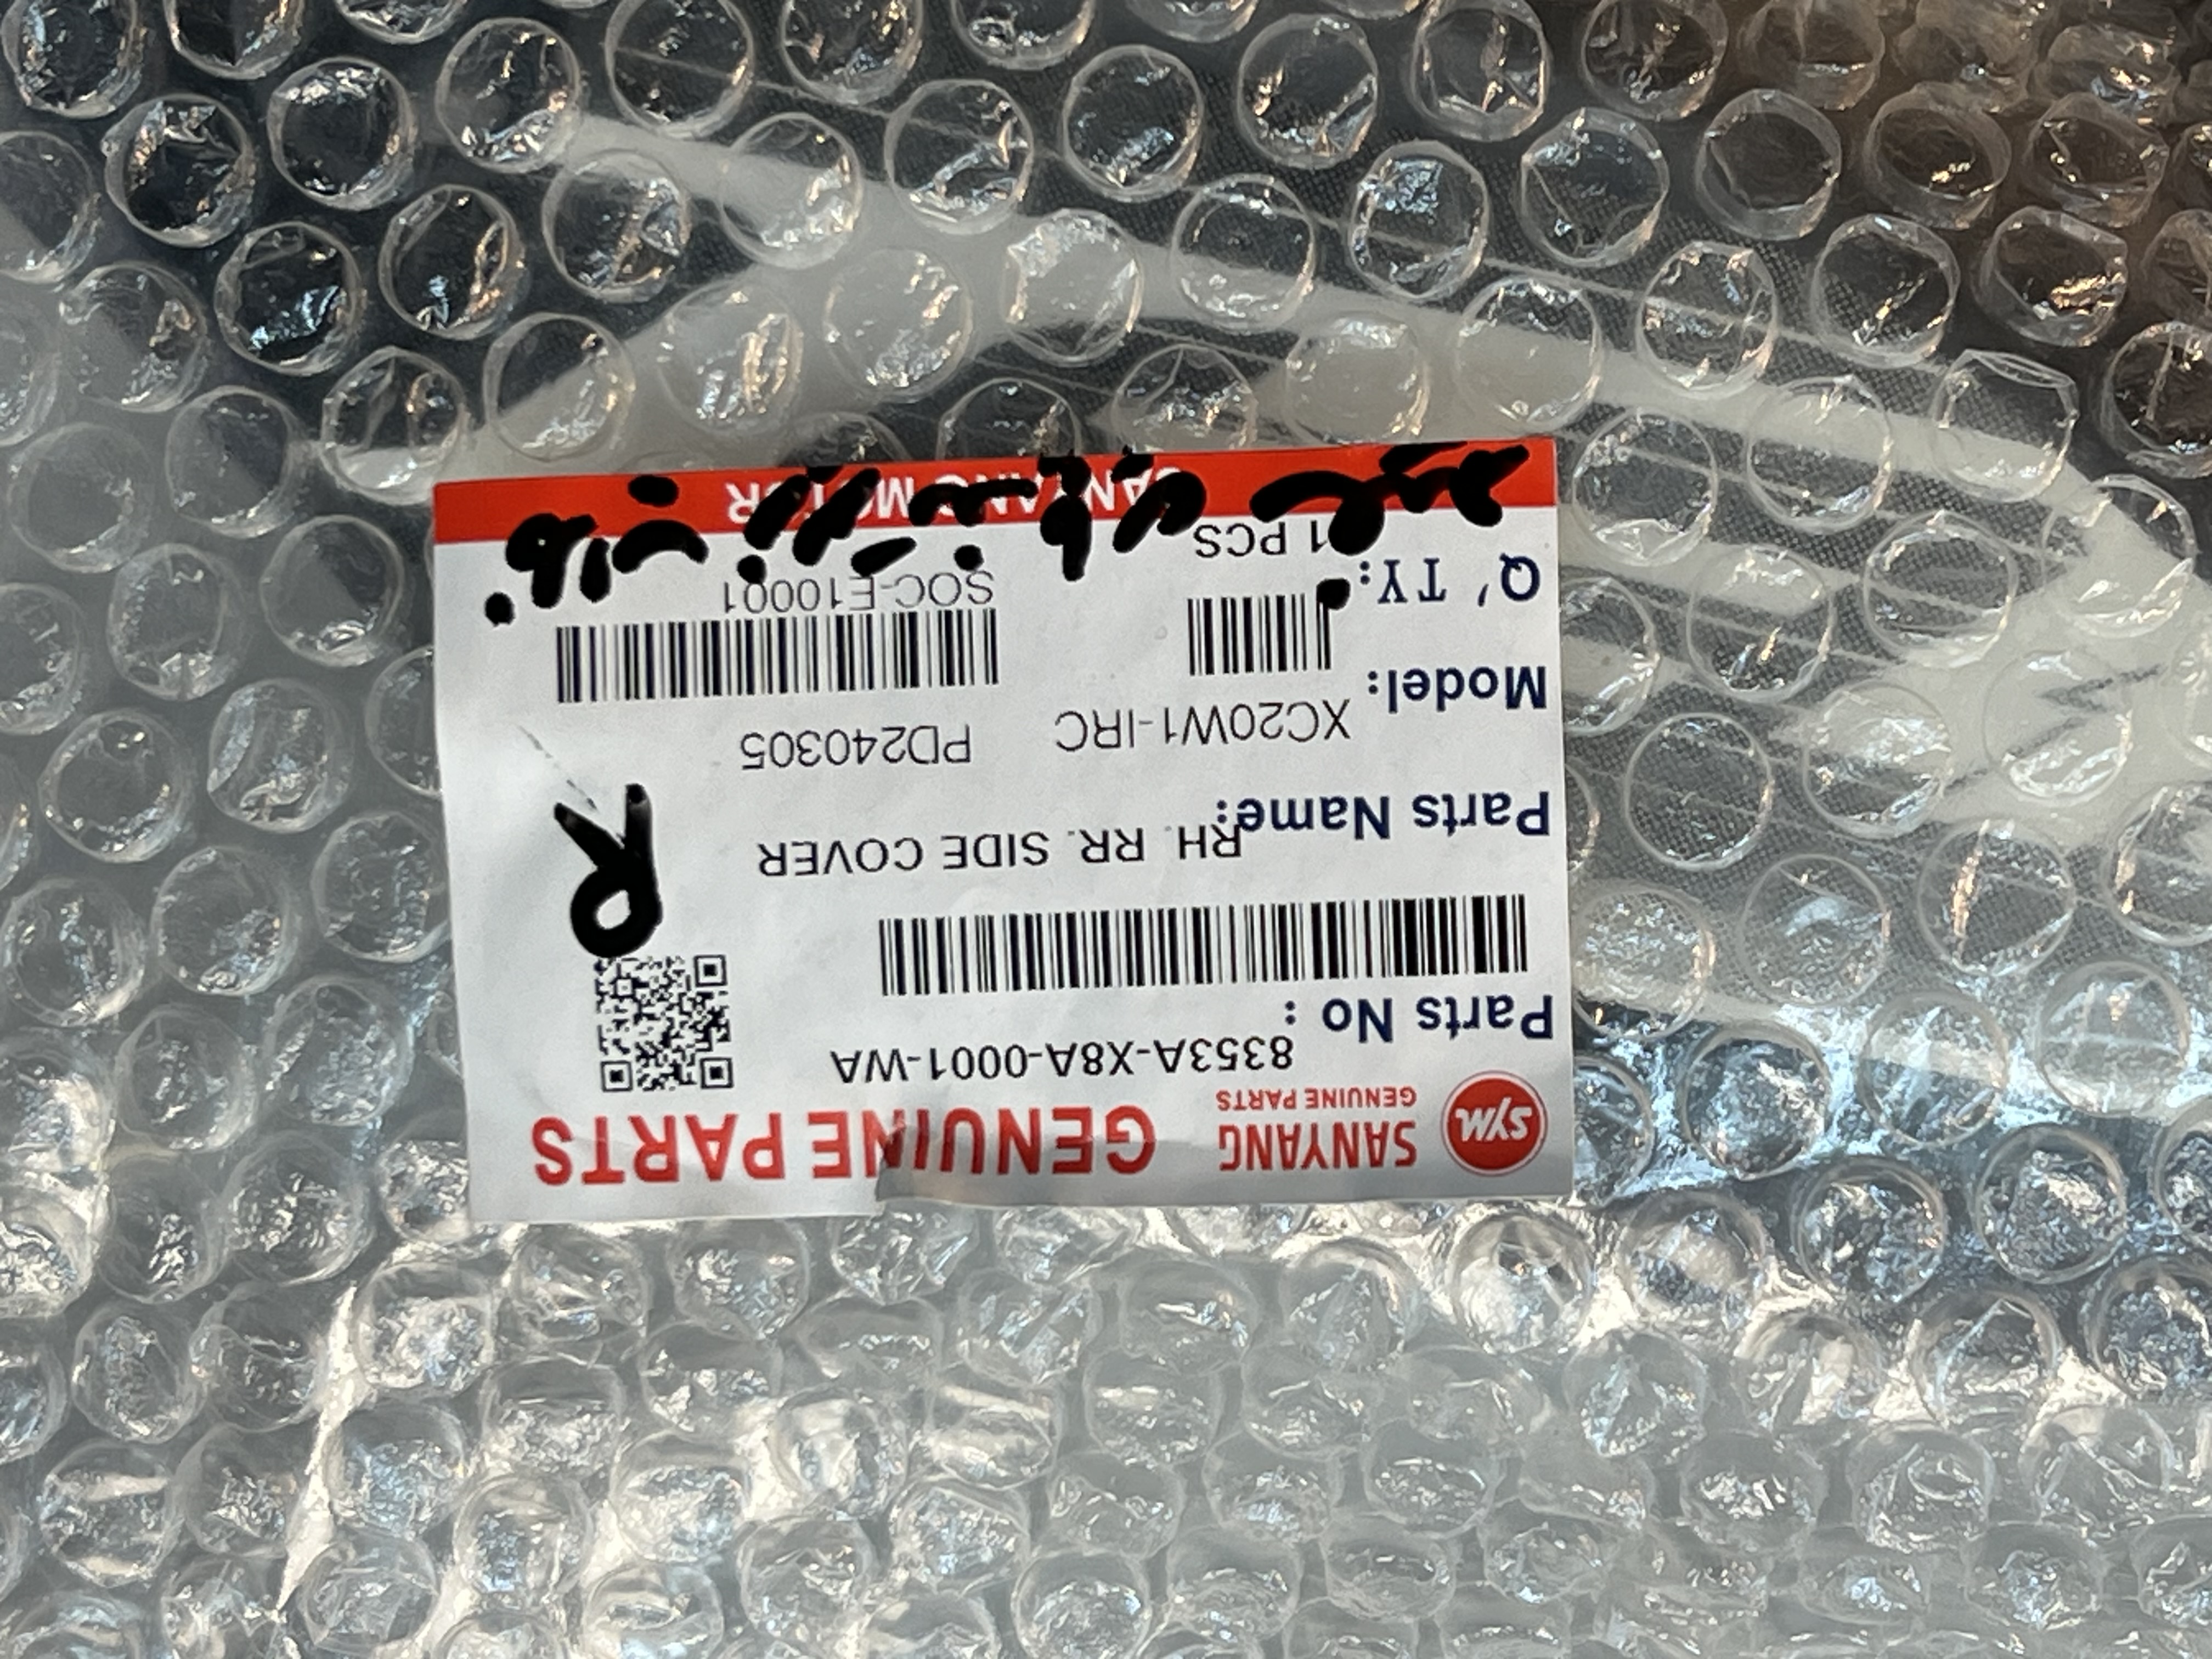 SYM
SANYANG
GENUINE PARTS
GENUINE PARTS
Parts No : 8353A-X8A-0001-WA
Parts Name: RH. RR. SIDE COVER
R
Model: XC20W1-IRC PD240305
Q' TY: 1 PCS
SOC-E10001
SANYANG MOTOR